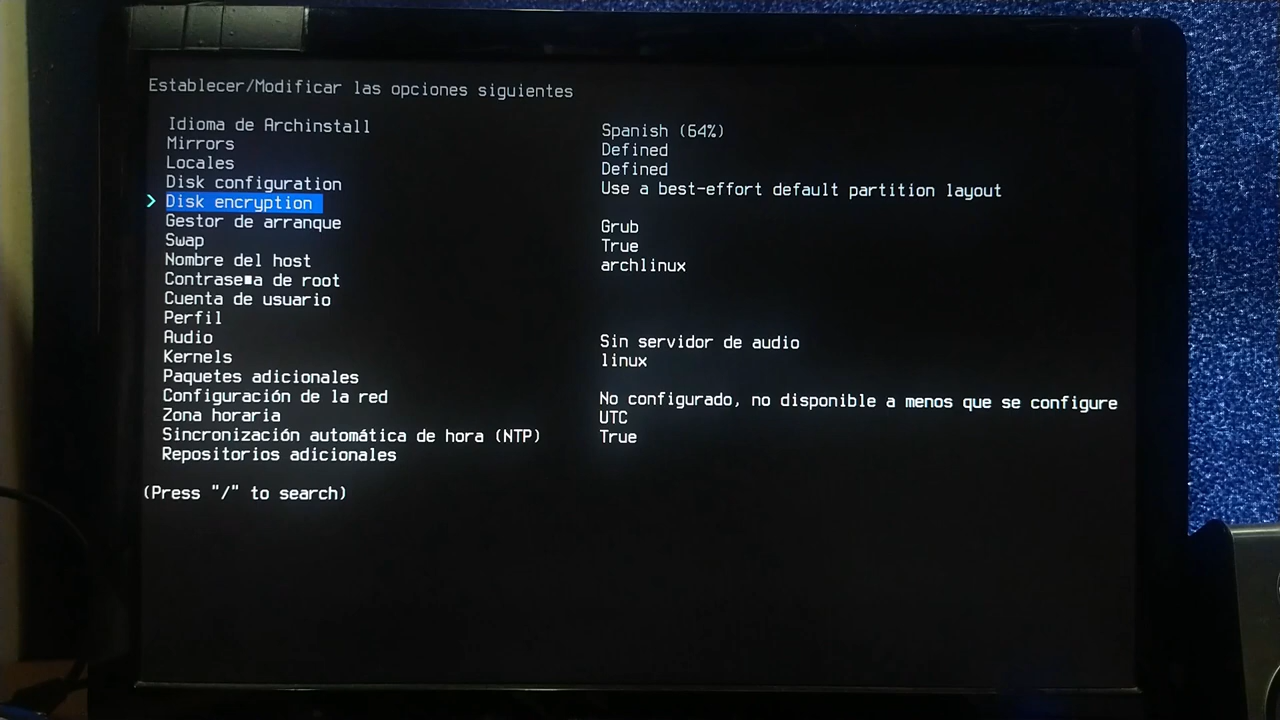 Establecer/Modificar las opciones siguientes
Idioma de Archinstall Spanish (64%)
Mirrors Defined
Locales Defined
Disk configuration Use a best-effort default partition layout
> Disk encryption
Gestor de arranque Grub
Swap True
Nombre del host archlinux
Contrase■a de root
Cuenta de usuario
Perfil
Audio Sin servidor de audio
Kernels linux
Paquetes adicionales
Configuración de la red No configurado, no disponible a menos que se configure
Zona horaria UTC
Sincronización automática de hora (NTP) True
Repositorios adicionales
(Press "/" to search)